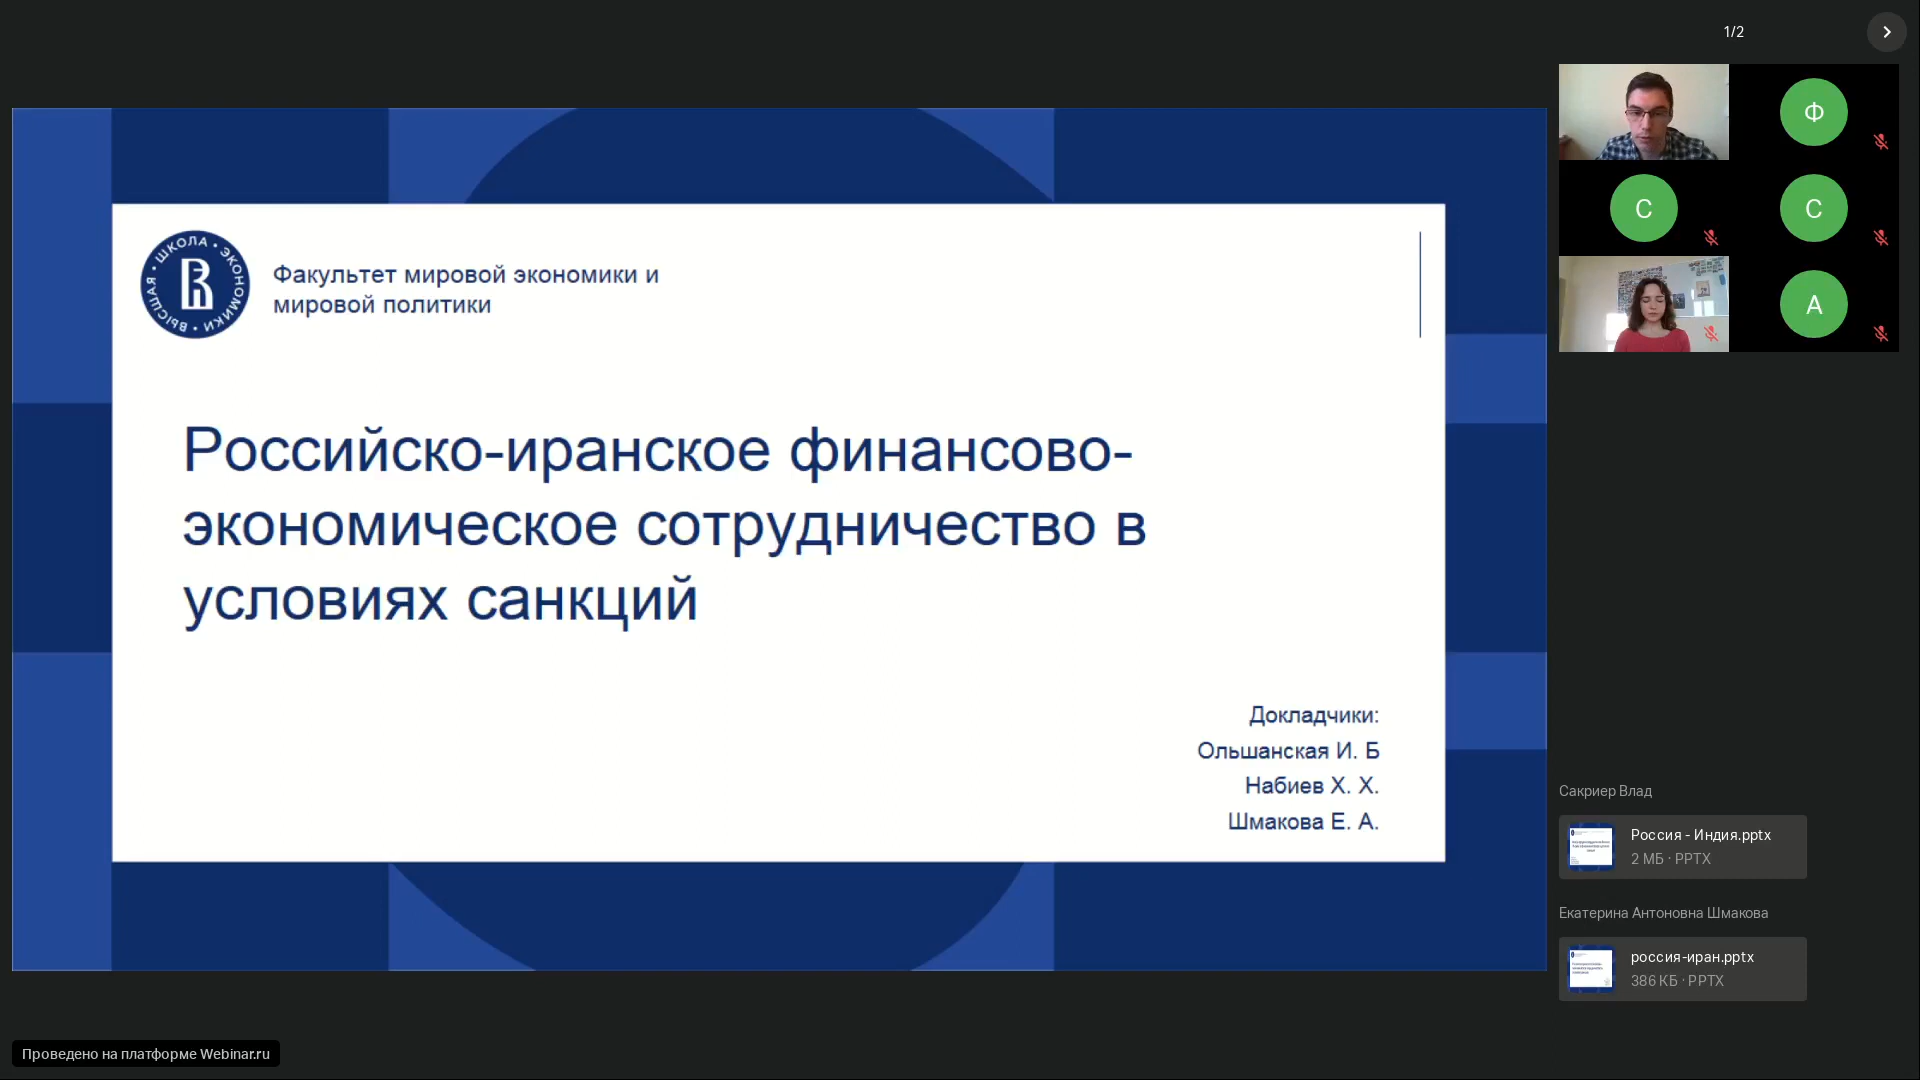 1/2
Ф
С
С
А
ВЫСШАЯ • ШКОЛА • ЭКОНОМИКИ •
Факультет мировой экономики и
мировой политики
Российско-иранское финансово-
экономическое сотрудничество в
условиях санкций
Докладчики:
Ольшанская И. Б
Набиев Х. Х.
Шмакова Е. А.
Сакриер Влад
Россия - Индия.pptx
2 МБ · PPTX
Екатерина Антоновна Шмакова
россия-иран.pptx
386 КБ · PPTX
Проведено на платформе Webinar.ru